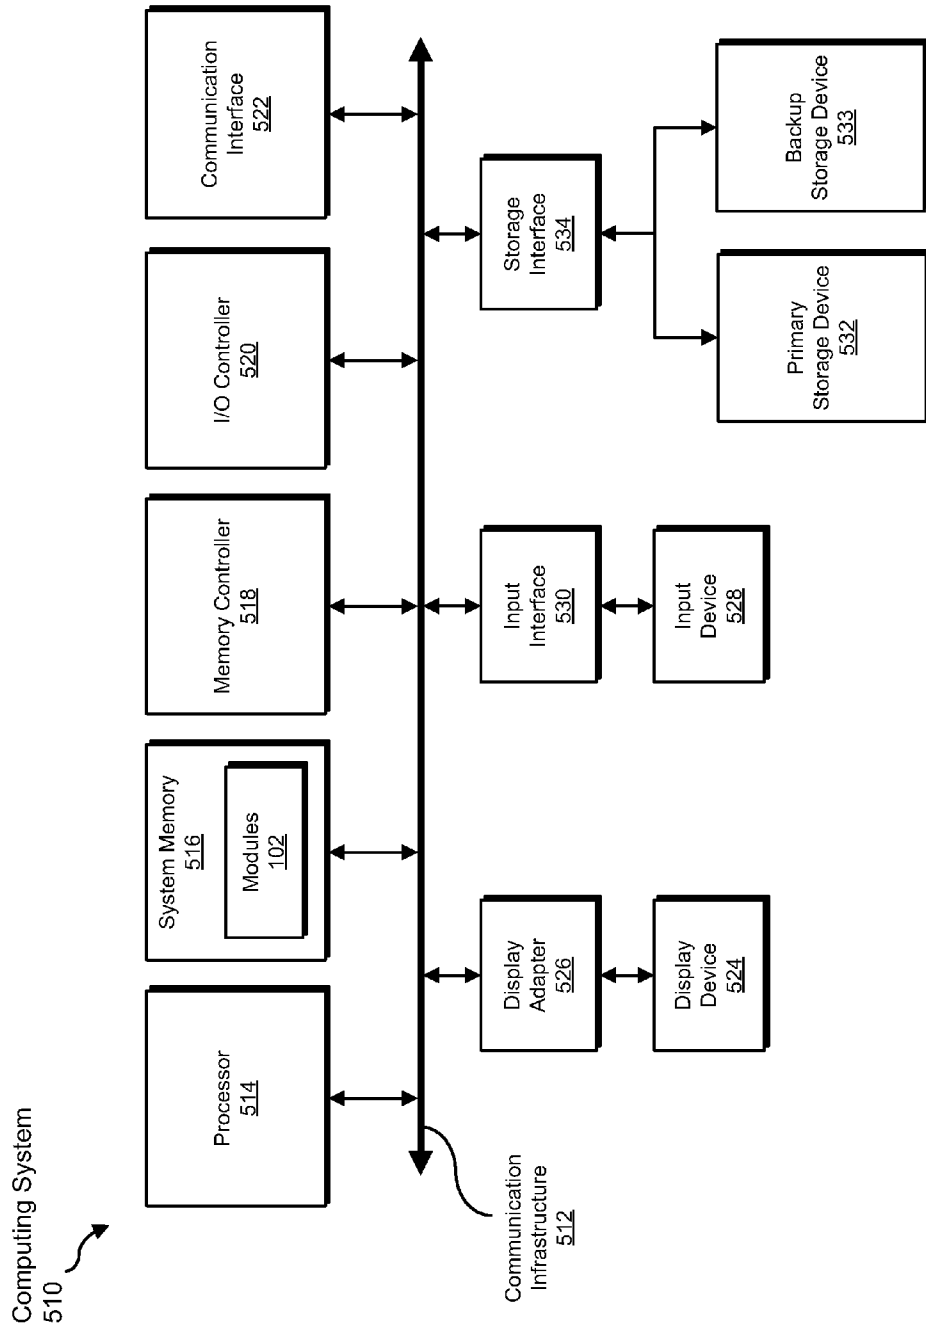 Computing System
510
Processor
514
System Memory
516
Modules
102
Memory Controller
518
I/O Controller
520
Communication
Interface
522
Communication
Infrastructure
512
Display
Adapter
526
Input
Interface
530
Storage
Interface
534
Display
Device
524
Input
Device
528
Primary
Storage Device
532
Backup
Storage Device
533